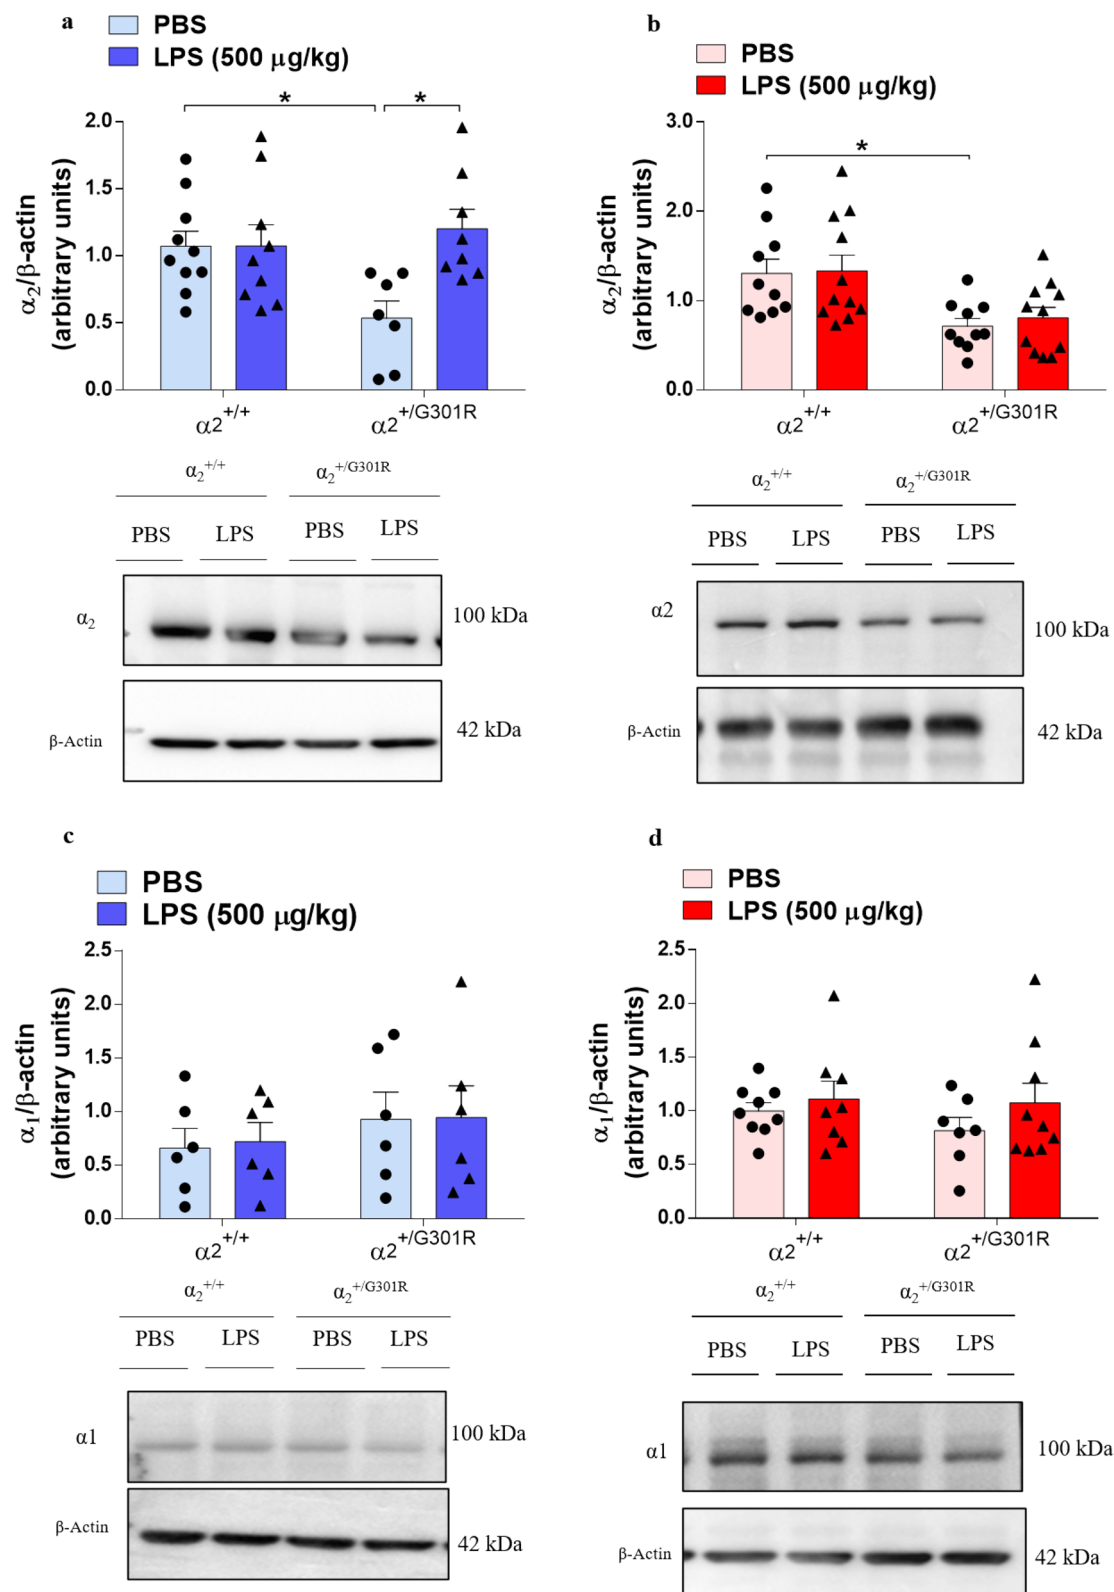 a
PBS
LPS (500 μg/kg)
* *
α2/β-actin
(arbitrary units)
2.0
1.5
1.0
0.5
0.0
α2+/+ α2+/G301R
α2+/+ α2+/G301R
PBS LPS PBS LPS
α2 100 kDa
β-Actin 42 kDa
b
PBS
LPS (500 μg/kg)
*
α2/β-actin
(arbitrary units)
3.0
2.0
1.0
0.0
α2+/+ α2+/G301R
α2+/+ α2+/G301R
PBS LPS PBS LPS
α2 100 kDa
β-Actin 42 kDa
c
PBS
LPS (500 μg/kg)
α1/β-actin
(arbitrary units)
2.5
2.0
1.5
1.0
0.5
0.0
α2+/+ α2+/G301R
α2+/+ α2+/G301R
PBS LPS PBS LPS
α1 100 kDa
β-Actin 42 kDa
d
PBS
LPS (500 μg/kg)
α1/β-actin
(arbitrary units)
2.5
2.0
1.5
1.0
0.5
0.0
α2+/+ α2+/G301R
α2+/+ α2+/G301R
PBS LPS PBS LPS
α1 100 kDa
β-Actin 42 kDa